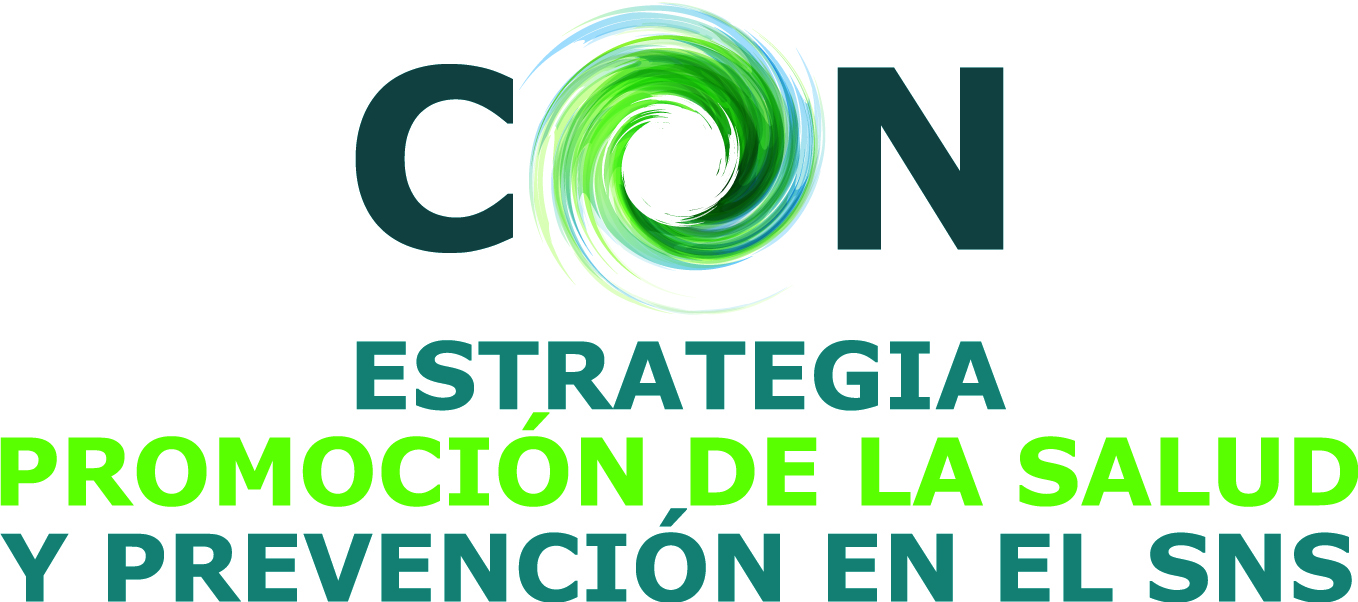 CON
ESTRATEGIA
PROMOCIÓN DE LA SALUD
Y PREVENCIÓN EN EL SNS